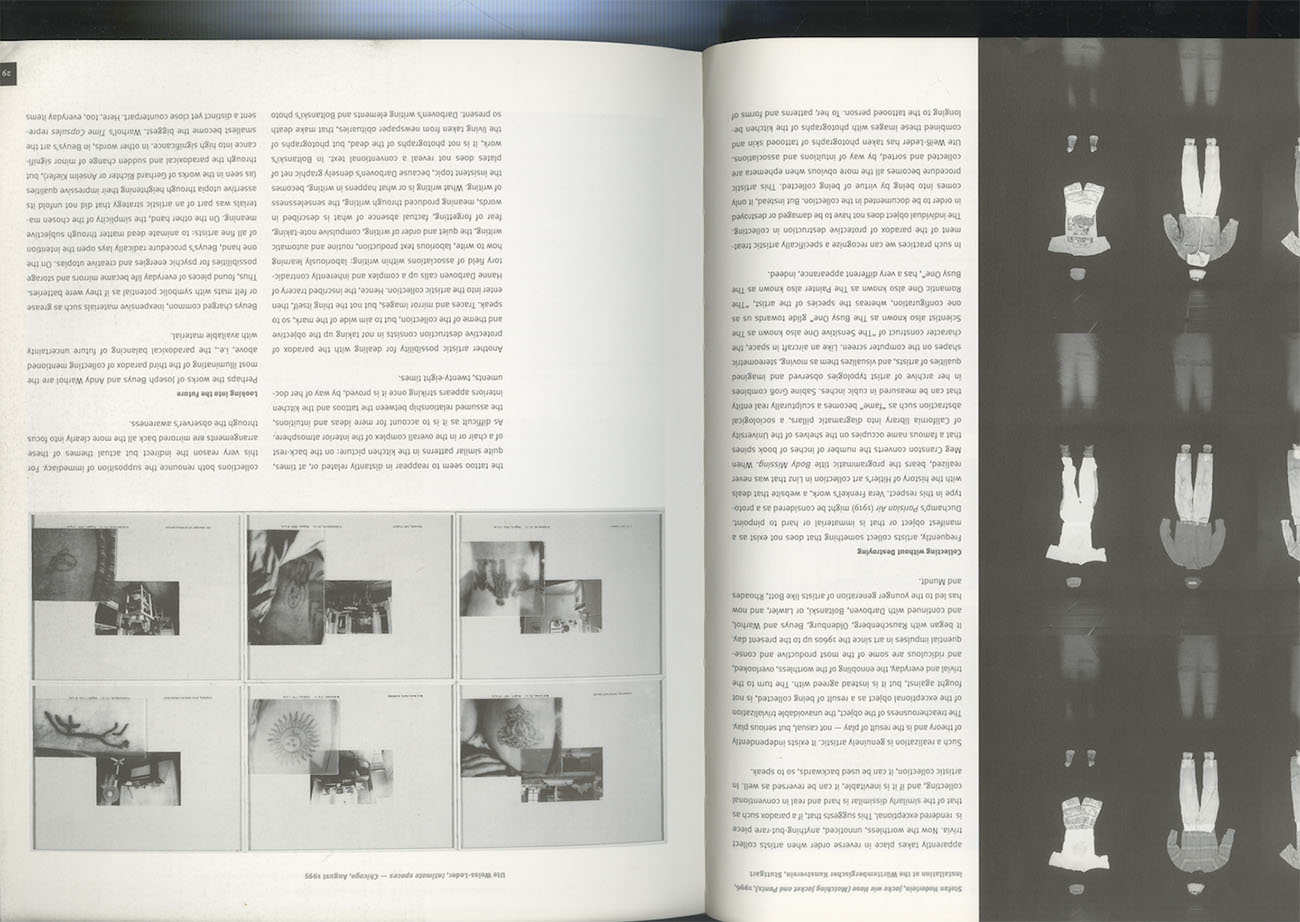 Stefan Hoderlein, Jacke wie Hose (Matching Jacket and Pants), 1996,
Installation at the Württembergischer Kunstverein, Stuttgart
apparently takes place in reverse order when artists collect
trivia. Now the worthless, unnoticed, anything-but-rare piece
is rendered exceptional. This suggests that, if a paradox such as
that of the similarly dissimilar is hard and real in conventional
collecting, and if it is inevitable, it can be reversed as well. In
artistic collection, it can be used backwards, so to speak.
Such a realization is genuinely artistic. It exists independently
of theory and is the result of play — not casual, but serious play.
The treacherousness of the object, the unavoidable trivialization
of the exceptional object as a result of being collected, is not
fought against, but it is instead agreed with. The turn to the
trivial and everyday, the ennobling of the worthless, overlooked,
and ridiculous are some of the most productive and conse-
quential impulses in art since the 1960s up to the present day.
It began with Rauschenberg, Oldenburg, Beuys and Warhol,
and continued with Darboven, Boltanski, or Lawler, and now
has led to the younger generation of artists like Bott, Rhoades
and Mundt.
Collecting without Destroying
Frequently, artists collect something that does not exist as a
manifest object or that is immaterial or hard to pinpoint.
Duchamp's Parisian Air (1919) might be considered as a proto-
type in this respect. Vera Frenkel's work, a website that deals
with the history of Hitler's art collection in Linz that was never
realized, bears the programmatic title Body Missing. When
Meg Cranston converts the number of inches of book spines
that a famous name occupies on the shelves of the University
of California library into diagramatic pillars, a sociological
abstraction such as "fame" becomes a sculpturally real entity
that can be measured in cubic inches. Sabine Groß combines
in her archive of artist typologies observed and imagined
qualities of artists, and visualizes them as moving, stereometric
shapes on the computer screen. Like an aircraft in space, the
character construct of "The Sensitive One also known as The
Scientist also known as The Busy One" glide towards us as
one configuration, whereas the species of the artist, "The
Romantic One also known as The Painter also known as The
Busy One", has a very different appearance, indeed.
In such practices we can recognize a specifically artistic treat-
ment of the paradox of protective destruction in collecting.
The individual object does not have to be damaged or destroyed
in order to be documented in the collection. But instead, it only
comes into being by virtue of being collected. This artistic
procedure becomes all the more obvious when ephemera are
collected and sorted, by way of intuitions and associations.
Ute Weiß-Leder has taken photographs of tattooed skin and
combined these images with photographs of the kitchen be-
longing to the tattooed person. To her, patterns and forms of
Ute Weiss-Leder, Intimate spaces — Chicago, August 1995
the tattoo seem to reappear in distantly related or, at times,
quite similar patterns in the kitchen picture: on the back-rest
of a chair or in the overall complex of the interior atmosphere.
As difficult as it is to account for mere ideas and intuitions,
the assumed relationship between the tattoos and the kitchen
interiors appears striking once it is proved, by way of her doc-
uments, twenty-eight times.
Another artistic possibility for dealing with the paradox of
protective destruction consists in not taking up the objective
and theme of the collection, but to aim wide of the mark, so to
speak. Traces and mirror images, but not the thing itself, then
enter into the artistic collection. Hence, the inscribed tracery of
Hanne Darboven calls up a complex and inherently contradic-
tory field of associations within writing: laboriously learning
how to write, laborious text production, routine and automatic
writing, the quiet and order of writing, compulsive note-taking,
fear of forgetting, factual absence of what is described in
words, meaning produced through writing, the senselessness
of writing. What writing is or what happens in writing, becomes
the insistent topic, because Darboven's densely graphic net of
plates does not reveal a conventional text. In Boltanski's
work, it is not photographs of the dead, but photographs of
the living taken from newspaper obituaries, that make death
so present. Darboven's writing elements and Boltanski's photo
collections both renounce the supposition of immediacy. For
this very reason the indirect but actual themes of these
arrangements are mirrored back all the more clearly into focus
through the observer's awareness.
Looking into the Future
Perhaps the works of Joseph Beuys and Andy Warhol are the
most illuminating of the third paradox of collecting mentioned
above, i.e., the paradoxical balancing of future uncertainty
with available material.
Beuys charged common, inexpensive materials such as grease
or felt mats with symbolic potential as if they were batteries.
Thus, found pieces of everyday life became mirrors and storage
possibilities for psychic energies and creative utopias. On the
one hand, Beuys's procedure radically lays open the intention
of all fine artists: to animate dead matter through subjective
meaning. On the other hand, the simplicity of the chosen ma-
terials was part of an artistic strategy that did not unfold its
assertive utopia through heightening their impressive qualities
(as seen in the works of Gerhard Richter or Anselm Kiefer), but
through the paradoxical and sudden change of minor signifi-
cance into high significance. In other words, in Beuys's art the
smallest become the biggest. Warhol's Time Capsules repre-
sent a distinct yet close counterpart. Here, too, everyday items
29